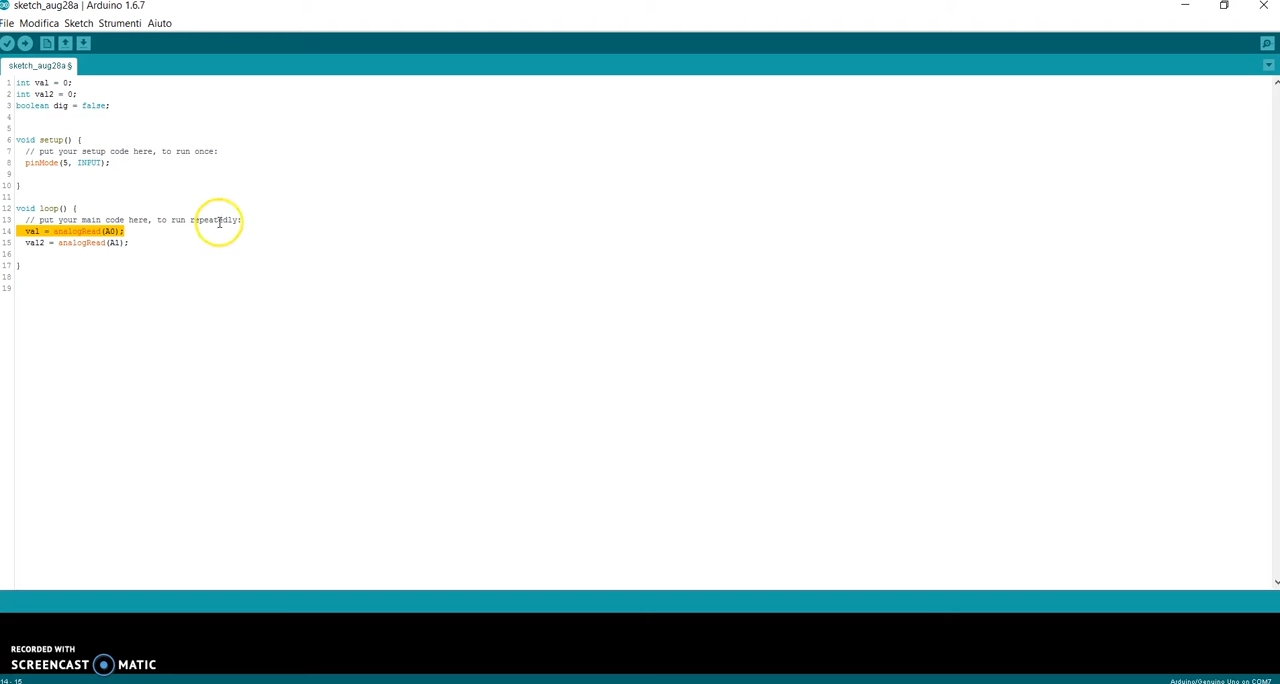 sketch_aug28a | Arduino 1.6.7
File Modifica Sketch Strumenti Aiuto
sketch_aug28a §
1 int val = 0;
2 int val2 = 0;
3 boolean dig = false;
4
5
6 void setup() {
7 // put your setup code here, to run once:
8 pinMode(5, INPUT);
9
10 }
11
12 void loop() {
13 // put your main code here, to run repeatedly:
14 val = analogRead(A0);
15 val2 = analogRead(A1);
16
17 }
18
19
RECORDED WITH
SCREENCAST MATIC
14 - 15 Arduino/Genuino Uno on COM7